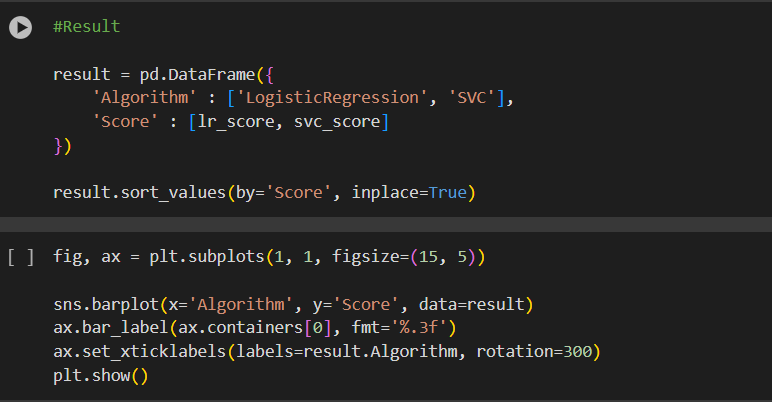 #Result
result = pd.DataFrame({
    'Algorithm' : ['LogisticRegression', 'SVC'],
    'Score' : [lr_score, svc_score]
})
result.sort_values(by='Score', inplace=True)
[ ] fig, ax = plt.subplots(1, 1, figsize=(15, 5))
sns.barplot(x='Algorithm', y='Score', data=result)
ax.bar_label(ax.containers[0], fmt='%.3f')
ax.set_xticklabels(labels=result.Algorithm, rotation=300)
plt.show()